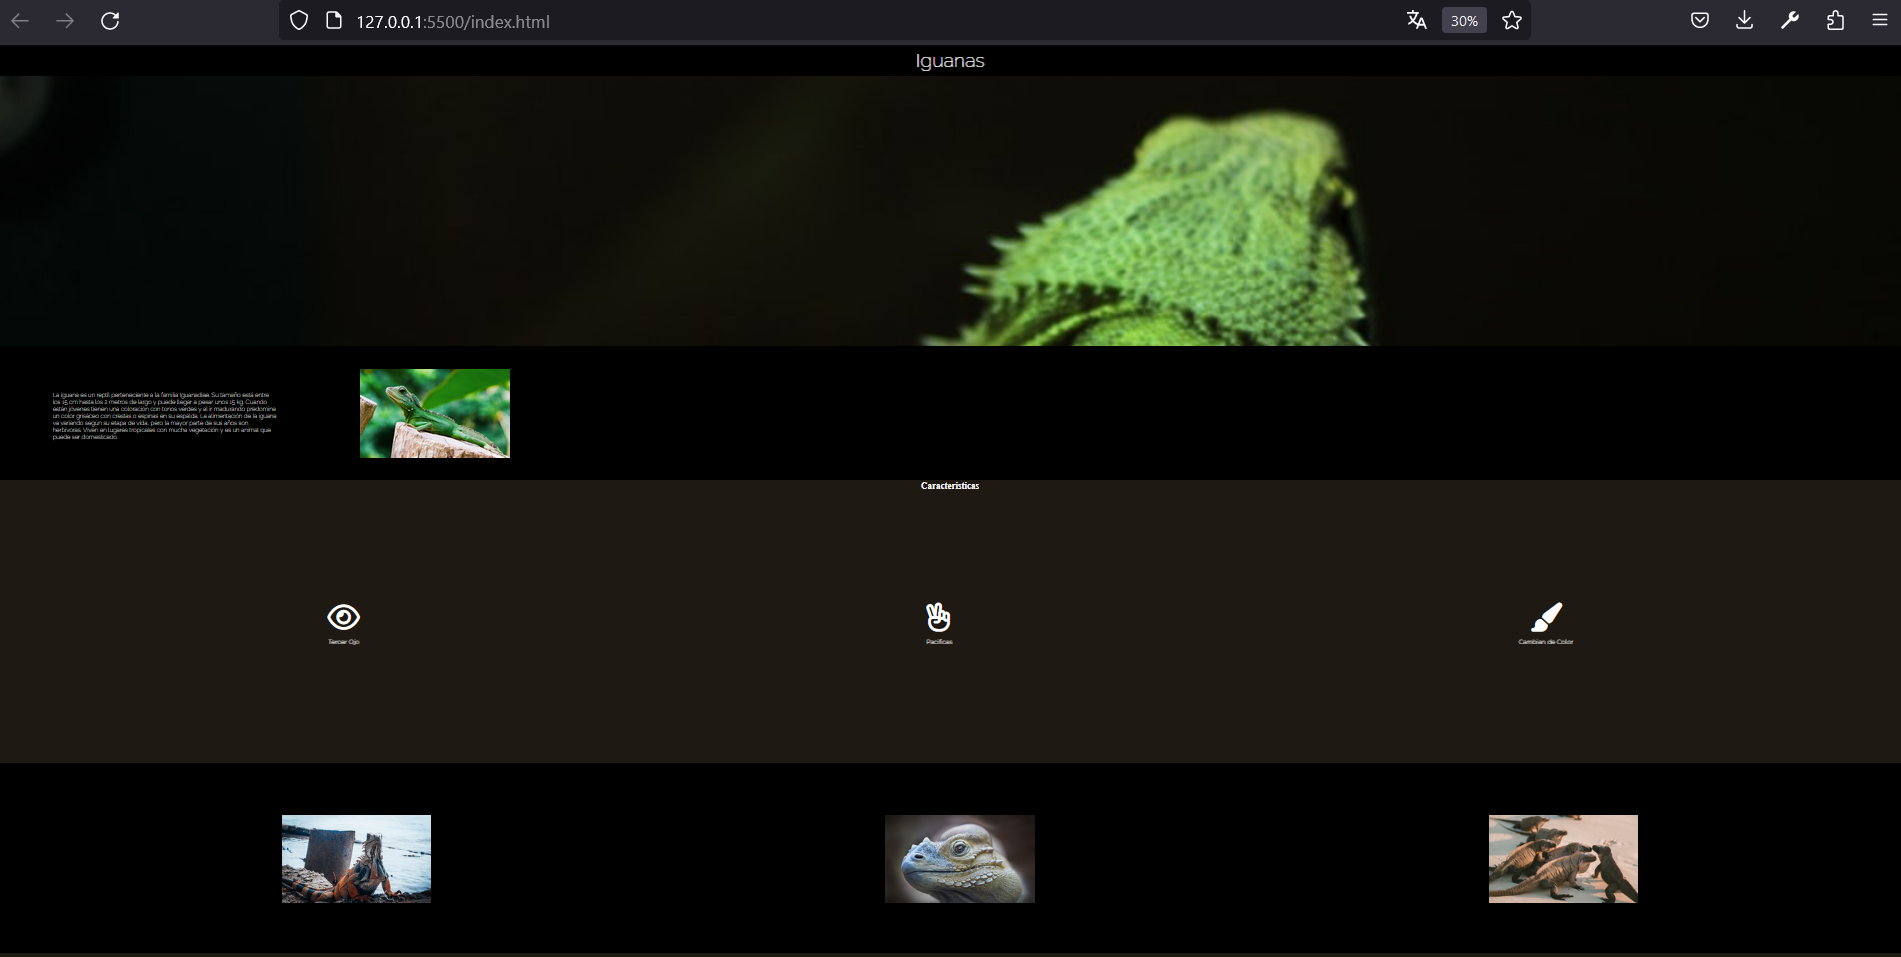 127.0.0.1:5500/index.html
30%
Iguanas
La Iguana es un reptil perteneciente a la familia Iguanadiae. Su tamaño está entre
los 15 cm hasta los 2 metros de largo y puede llegar a pesar unos 15 kg. Cuando
están jóvenes tienen una coloración con tonos verdes y al ir madurando predomina
un color grisáceo con crestas o espinas en su espalda. La alimentación de la iguana
va variando según su etapa de vida, pero la mayor parte de sus años son
herbívoras. Viven en lugares tropicales con mucha vegetación y es un animal que
puede ser domesticado.
Caracteristicas
Tercer Ojo
Pacificas
Cambian de Color